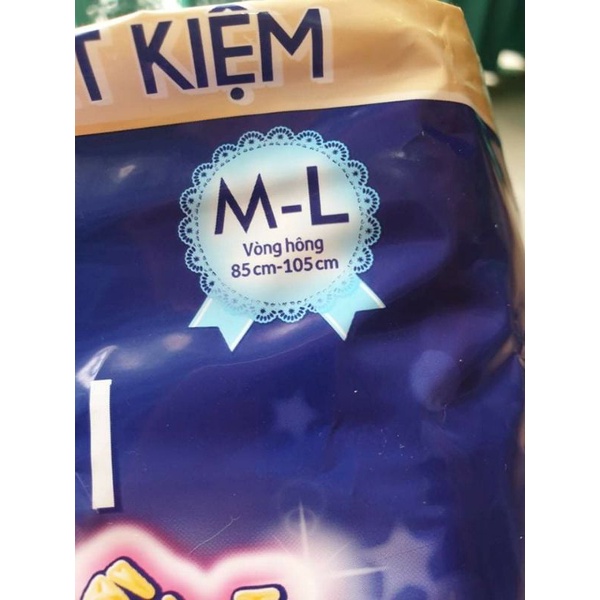 T KIỆM
M-L
Vòng hông
85 cm-105 cm